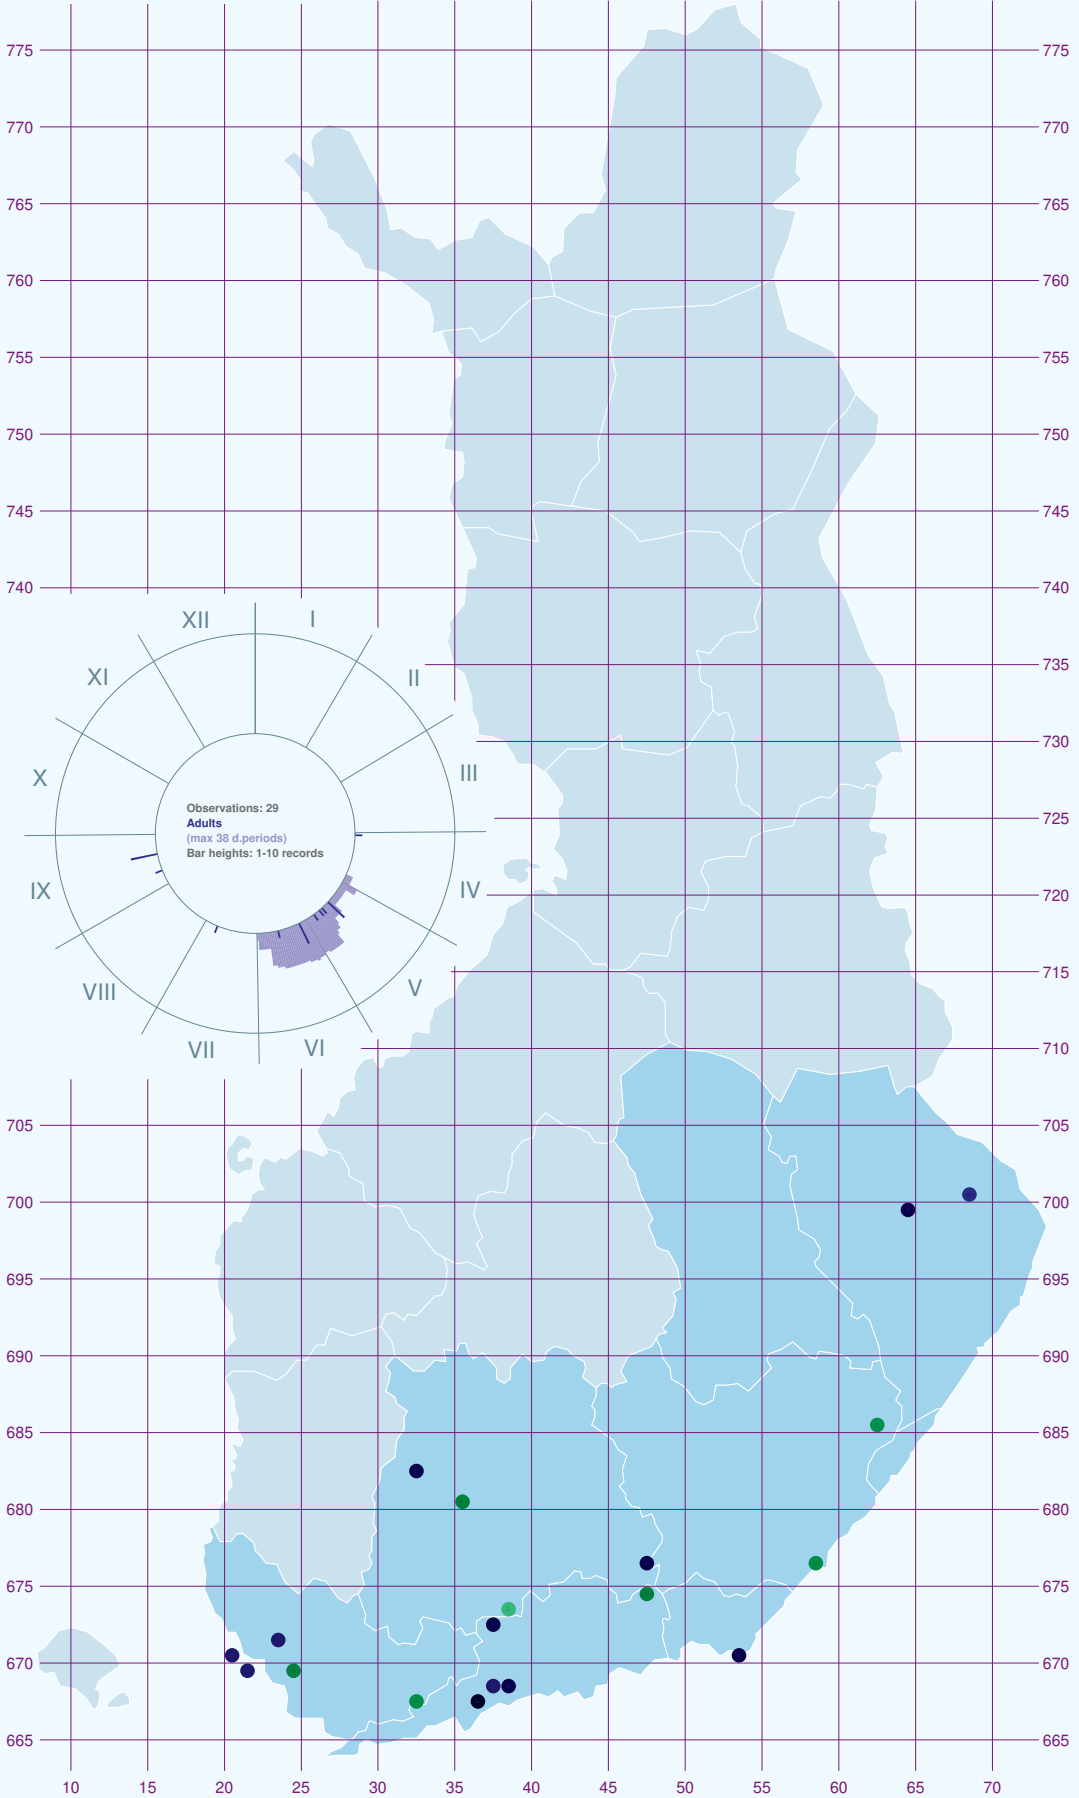 775 775
770 770
765 765
760 760
755 755
750 750
745 745
740 740
735
730
725
720
715
710
XII I
XI II
X III
IX IV
VIII V
VII VI
Observations: 29
Adults
(max 38 d.periods)
Bar heights: 1-10 records
705 705
700 700
695 695
690 690
685 685
680 680
675 675
670 670
665 665
10 15 20 25 30 35 40 45 50 55 60 65 70